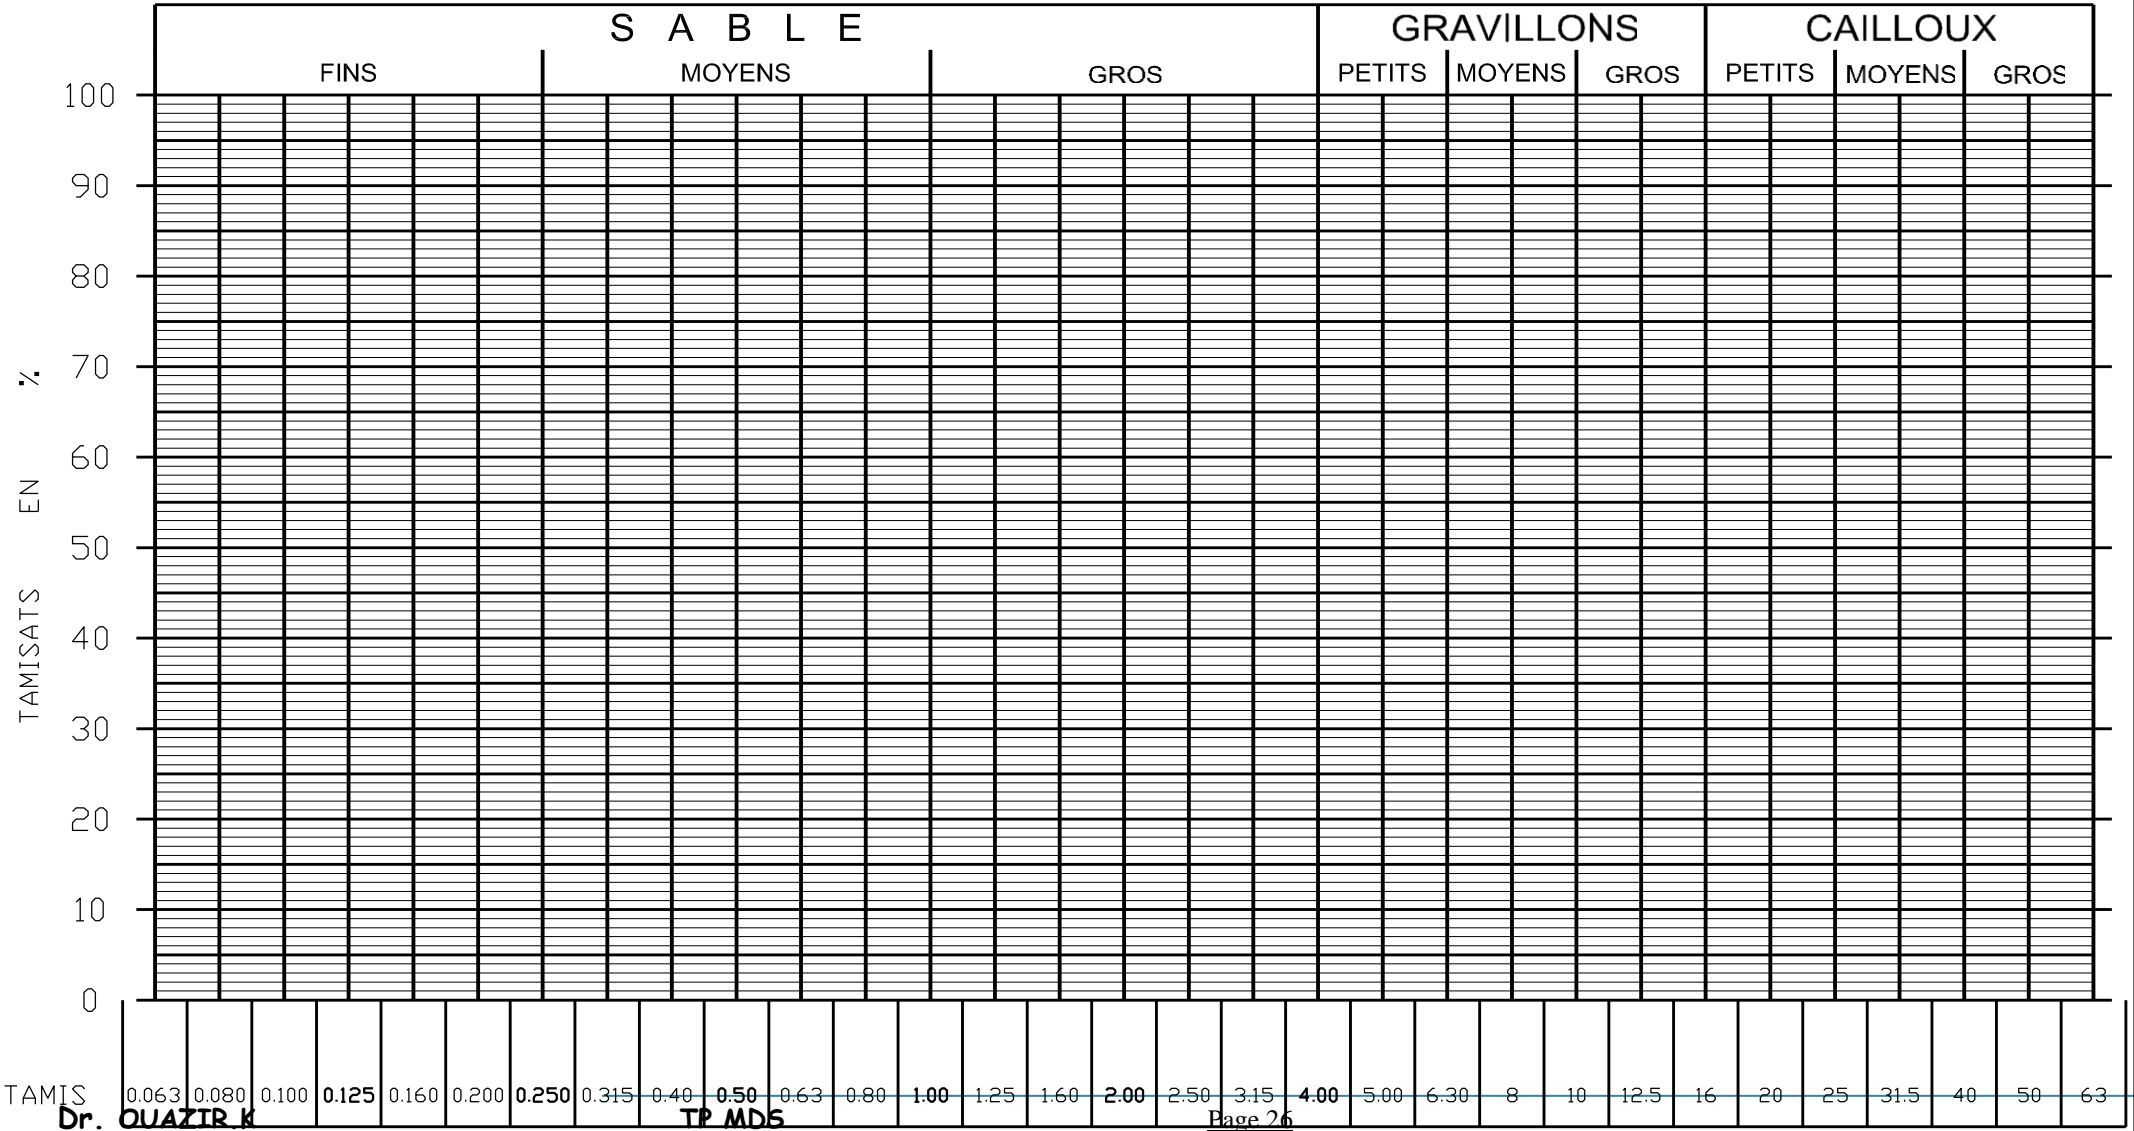 S A B L E GRAVILLONS CAILLOUX
FINS MOYENS GROS PETITS MOYENS GROS PETITS MOYENS GROS
100
90
80
70
60
50
40
30
20
10
0
TAMISATS EN %
TAMIS 0.063 0.080 0.100 0.125 0.160 0.200 0.250 0.315 0.40 0.50 0.63 0.80 1.00 1.25 1.60 2.00 2.50 3.15 4.00 5.00 6.30 8 10 12.5 16 20 25 31.5 40 50 63
Dr. OUAZIR.K TP MDS Page 26